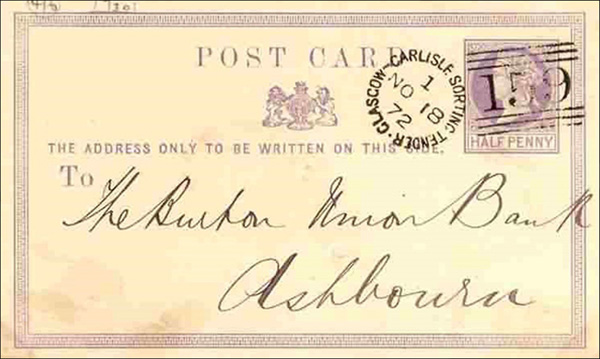 POST CARD
GLASGOW-CARLISLE SORTING TENDER
1
NO 18
72
159
HALF PENNY
THE ADDRESS ONLY TO BE WRITTEN ON THIS SIDE.
To
The Burton Union Bank
Ashbourn